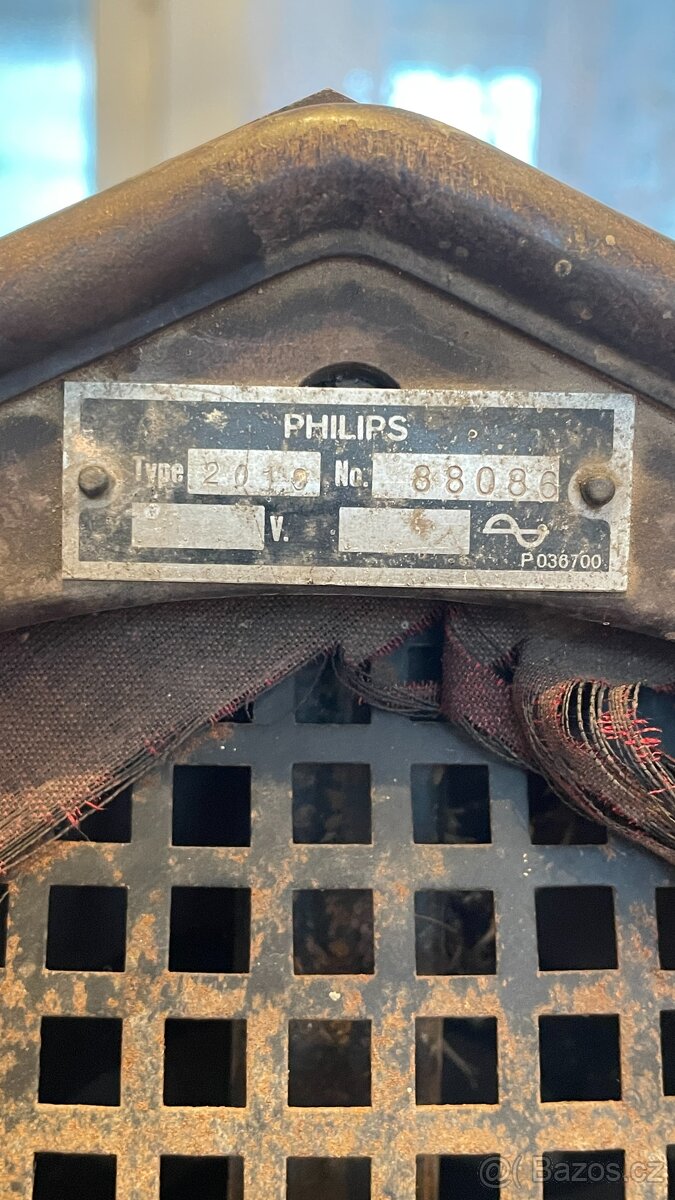 PHILIPS
Type 2019 No. 88086
V.
P 036700
@ Bazos.cz